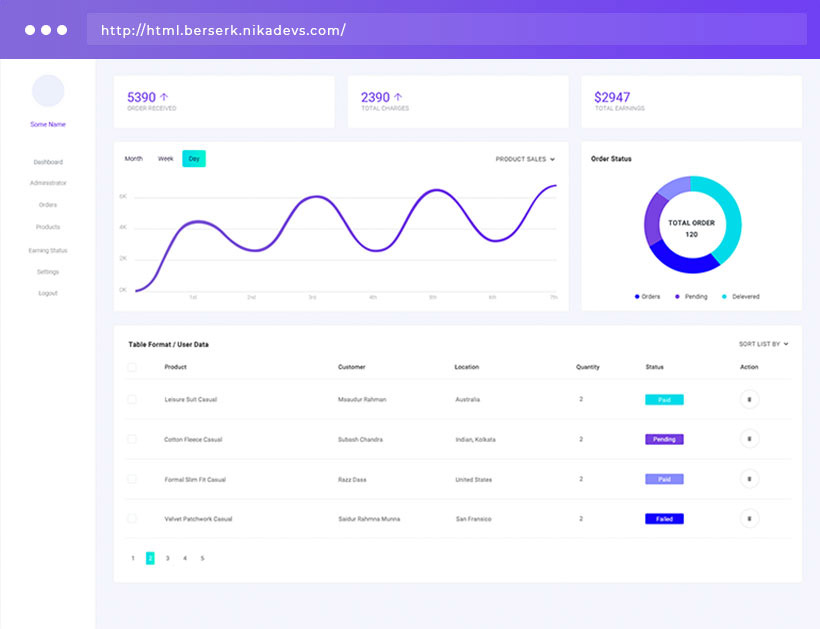 http://html.berserk.nikadevs.com/
Some Name
Dashboard
Administrator
Orders
Products
Earning Status
Settings
Logout
5390
ORDER RECEIVED
2390
TOTAL CHARGES
$2947
TOTAL EARNINGS
Month Week Day PRODUCT SALES
6K
4K
2K
0K
1st 2nd 3rd 4th 5th 6th 7th
Order Status
TOTAL ORDER
120
Orders Pending Delevered
Table Format / User Data SORT LIST BY
Product Customer Location Quantity Status Action
Leisure Suit Casual Moaudur Rahman Australia 2 Paid
Cotton Fleece Casual Subash Chandra Indian, Kolkata 2 Pending
Formal Slim Fit Casual Razz Dass United States 2 Paid
Velvet Patchwork Casual Saidur Rahmna Munna San Fransico 2 Failed
1 2 3 4 5